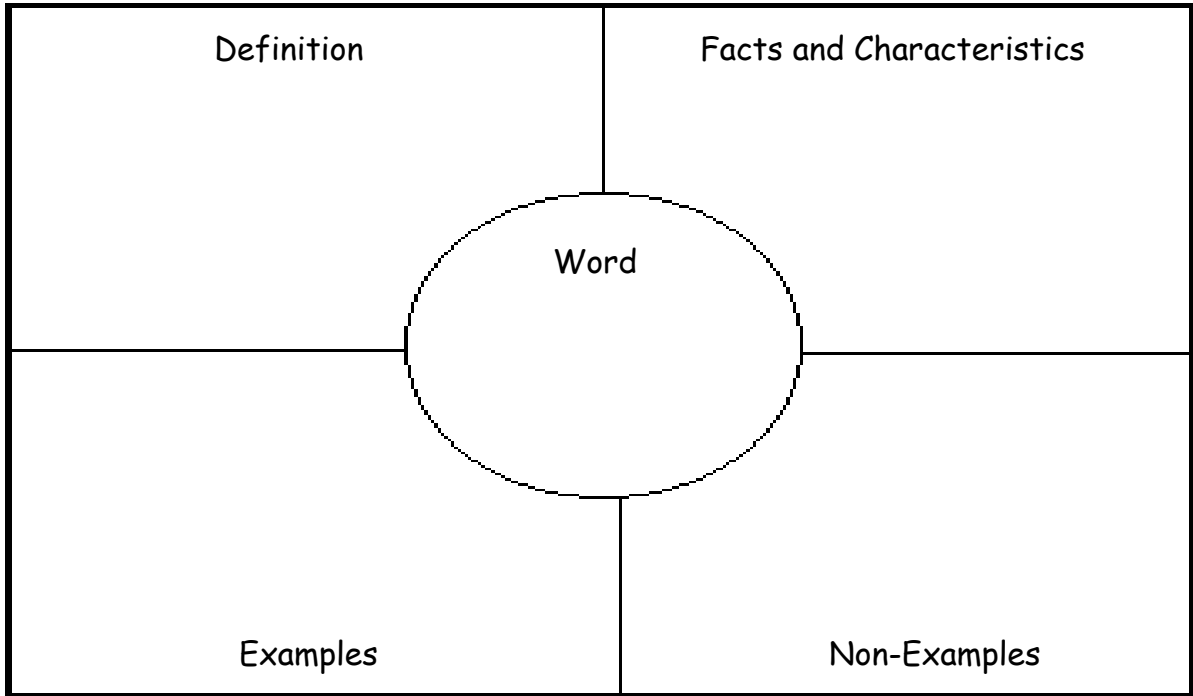 Definition
Facts and Characteristics
Word
Examples
Non-Examples